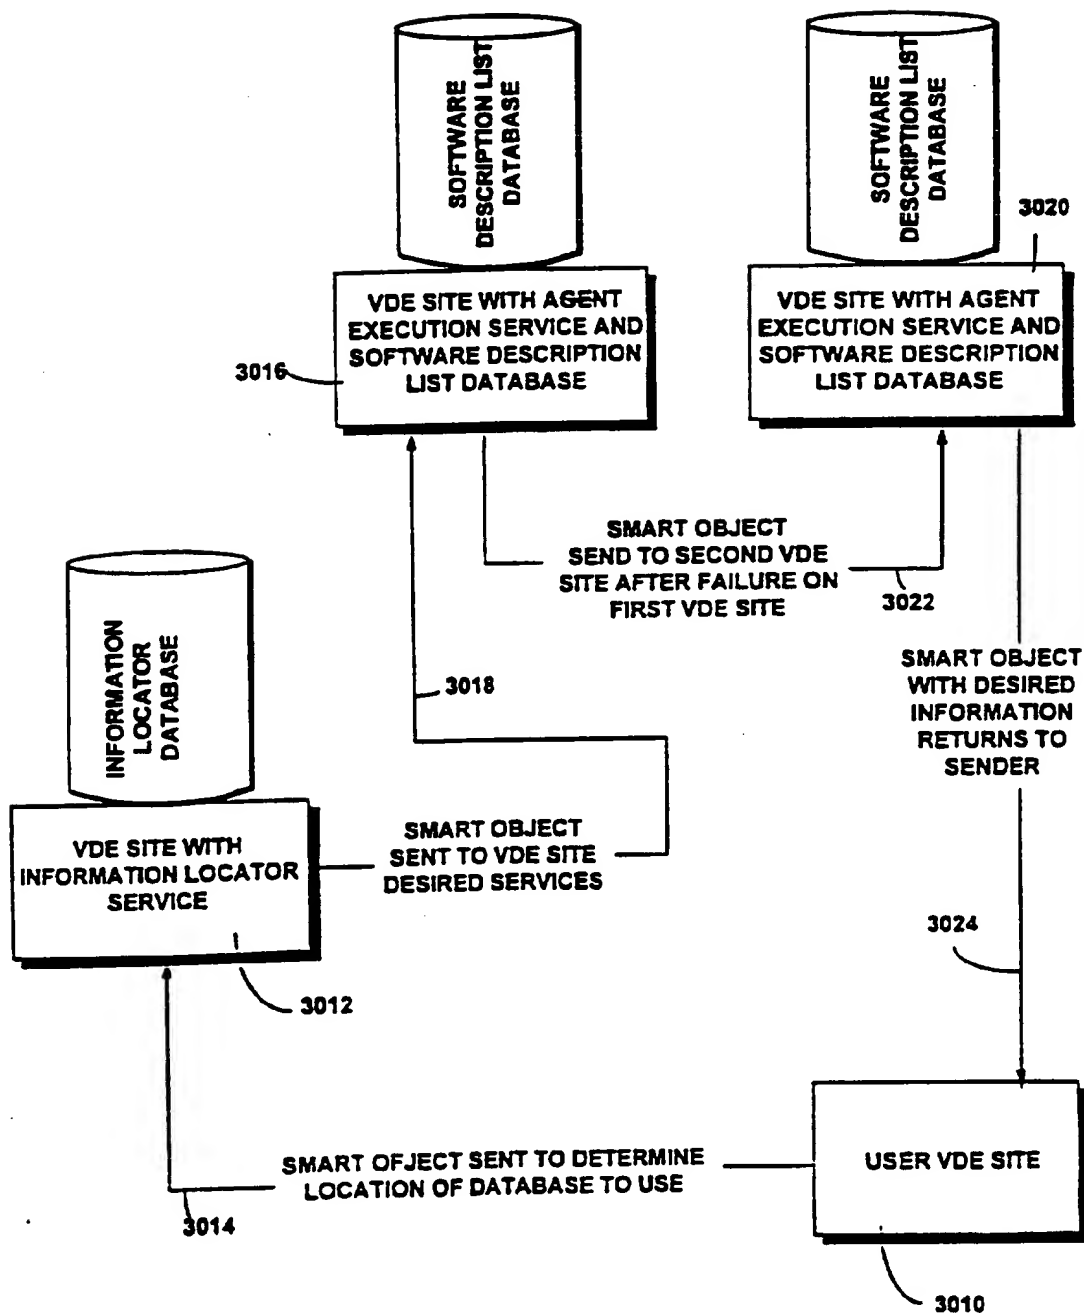 SOFTWARE
DESCRIPTION LIST
DATABASE
SOFTWARE
DESCRIPTION LIST
DATABASE
3020
VDE SITE WITH AGENT
EXECUTION SERVICE AND
SOFTWARE DESCRIPTION
LIST DATABASE
3016
VDE SITE WITH AGENT
EXECUTION SERVICE AND
SOFTWARE DESCRIPTION
LIST DATABASE
SMART OBJECT
SEND TO SECOND VDE
SITE AFTER FAILURE ON
FIRST VDE SITE
3022
INFORMATION
LOCATOR
DATABASE
3018
SMART OBJECT
WITH DESIRED
INFORMATION
RETURNS TO
SENDER
VDE SITE WITH
INFORMATION LOCATOR
SERVICE
SMART OBJECT
SENT TO VDE SITE
DESIRED SERVICES
3024
3012
SMART OFJECT SENT TO DETERMINE
LOCATION OF DATABASE TO USE
USER VDE SITE
3014
3010